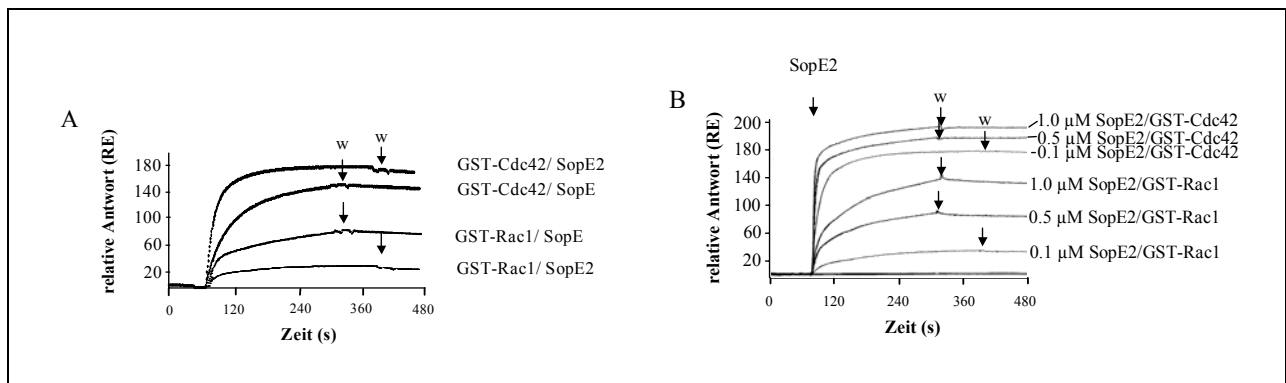 A
relative Antwort (RE)
180
140
100
60
20
0
120
240
360
480
Zeit (s)
w
w
GST-Cdc42/ SopE2
GST-Cdc42/ SopE
GST-Rac1/ SopE
GST-Rac1/ SopE2
B
SopE2
relative Antwort (RE)
200
180
140
100
60
20
0
120
240
360
480
Zeit (s)
w
w
1.0 µM SopE2/GST-Cdc42
0.5 µM SopE2/GST-Cdc42
0.1 µM SopE2/GST-Cdc42
1.0 µM SopE2/GST-Rac1
0.5 µM SopE2/GST-Rac1
0.1 µM SopE2/GST-Rac1